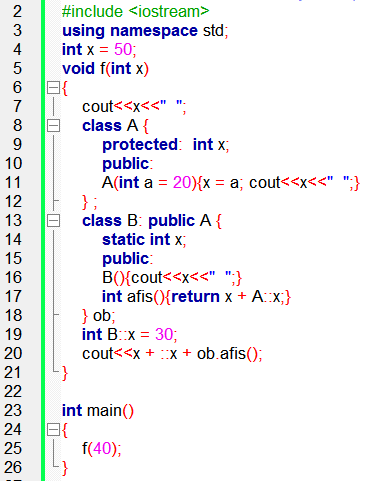 2 #include <iostream>
3 using namespace std;
4 int x = 50;
5 void f(int x)
6 {
7 cout<<x<<"  ";
8 class A {
9 protected:  int x;
10 public:
11 A(int a = 20){x = a; cout<<x<<"  ";}
12 } ;
13 class B: public A {
14 static int x;
15 public:
16 B(){cout<<x<<"  ";}
17 int afis(){return x + A::x;}
18 } ob;
19 int B::x = 30;
20 cout<<x + ::x + ob.afis();
21 }
22
23 int main()
24 {
25 f(40);
26 }